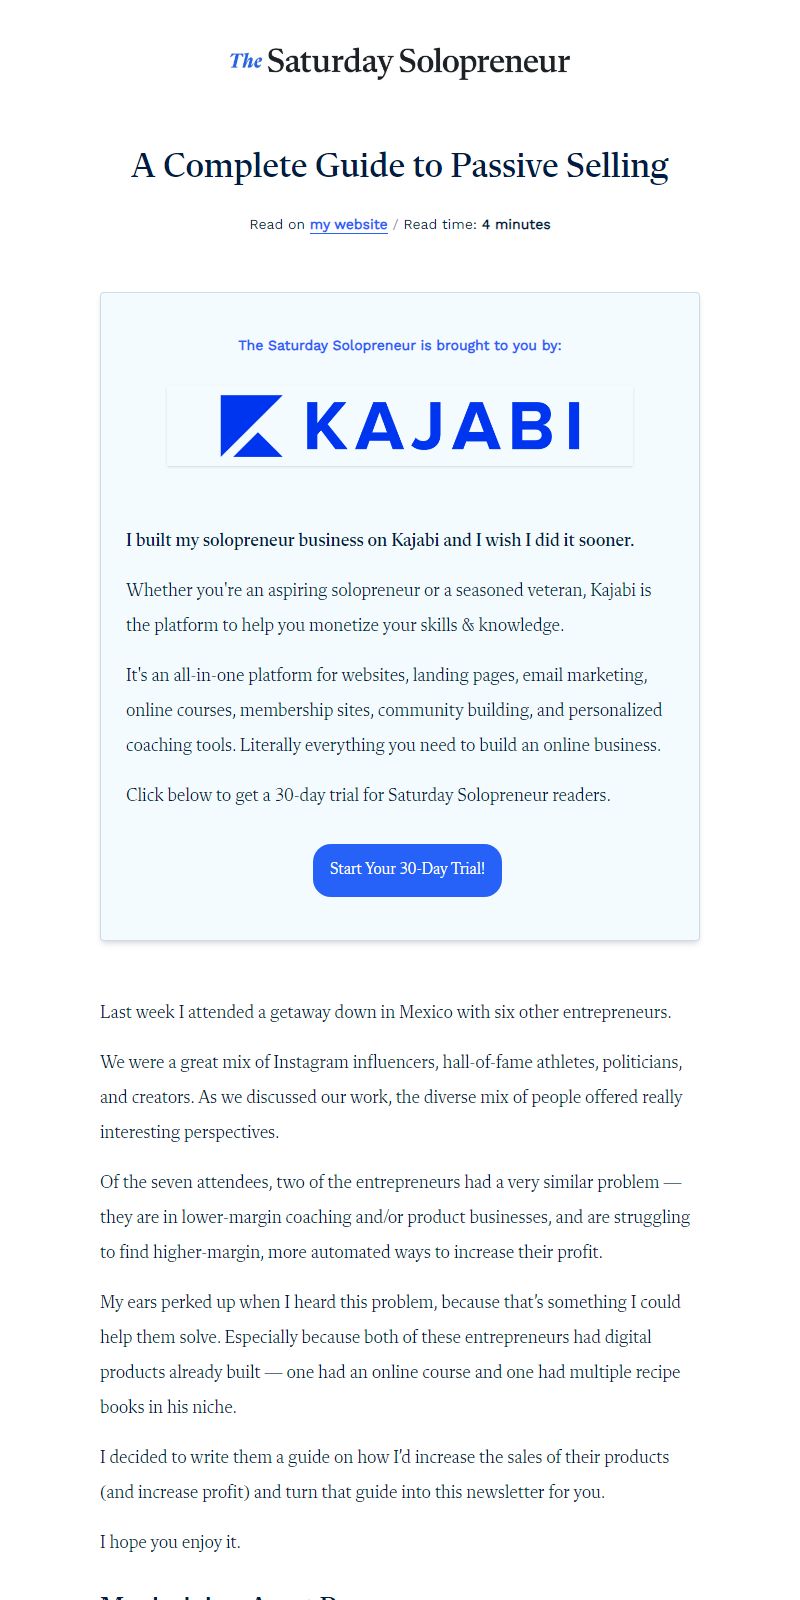 The Saturday Solopreneur
A Complete Guide to Passive Selling
Read on my website / Read time: 4 minutes
The Saturday Solopreneur is brought to you by:
KAJABI
I built my solopreneur business on Kajabi and I wish I did it sooner.
Whether you're an aspiring solopreneur or a seasoned veteran, Kajabi is
the platform to help you monetize your skills & knowledge.
It's an all-in-one platform for websites, landing pages, email marketing,
online courses, membership sites, community building, and personalized
coaching tools. Literally everything you need to build an online business.
Click below to get a 30-day trial for Saturday Solopreneur readers.
Start Your 30-Day Trial!
Last week I attended a getaway down in Mexico with six other entrepreneurs.
We were a great mix of Instagram influencers, hall-of-fame athletes, politicians,
and creators. As we discussed our work, the diverse mix of people offered really
interesting perspectives.
Of the seven attendees, two of the entrepreneurs had a very similar problem —
they are in lower-margin coaching and/or product businesses, and are struggling
to find higher-margin, more automated ways to increase their profit.
My ears perked up when I heard this problem, because that’s something I could
help them solve. Especially because both of these entrepreneurs had digital
products already built — one had an online course and one had multiple recipe
books in his niche.
I decided to write them a guide on how I’d increase the sales of their products
(and increase profit) and turn that guide into this newsletter for you.
I hope you enjoy it.